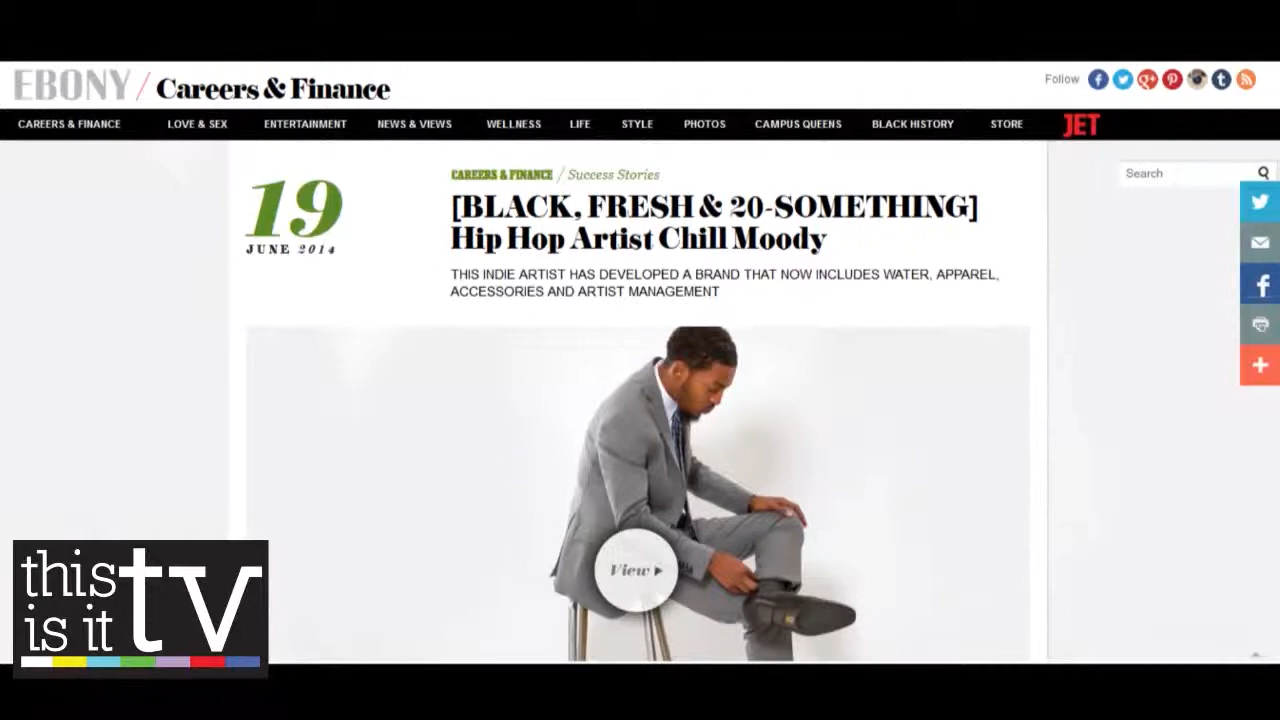 EBONY / Careers & Finance
Follow
CAREERS & FINANCE LOVE & SEX ENTERTAINMENT NEWS & VIEWS WELLNESS LIFE STYLE PHOTOS CAMPUS QUEENS BLACK HISTORY STORE JET
Search
19
JUNE 2014
CAREERS & FINANCE / Success Stories
[BLACK, FRESH & 20-SOMETHING]
Hip Hop Artist Chill Moody
THIS INDIE ARTIST HAS DEVELOPED A BRAND THAT NOW INCLUDES WATER, APPAREL,
ACCESSORIES AND ARTIST MANAGEMENT
View
this
is it
tv